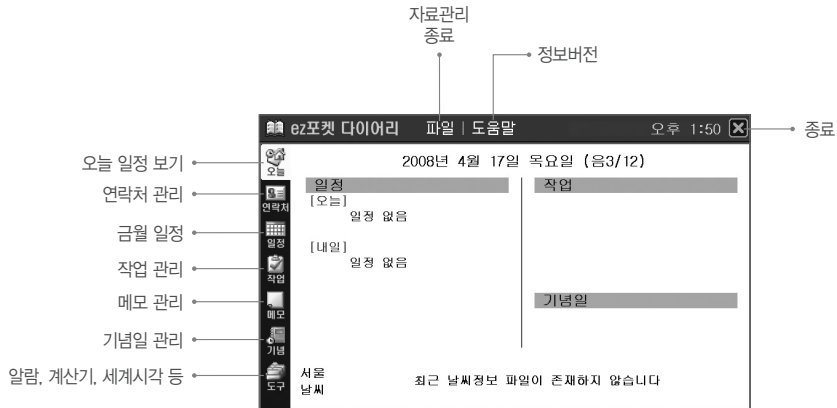 자료관리
종료
정보버전
ez포켓 다이어리 파일 | 도움말 오후 1:50
종료
오늘 일정 보기
오늘
2008년 4월 17일 목요일 (음3/12)
연락처 관리
연락처
일정
작업
[오늘]
일정 없음
금월 일정
일정
[내일]
일정 없음
작업 관리
작업
메모 관리
메모
기념일
기념일 관리
기념
알람, 계산기, 세계시각 등
도구
서울
날씨
최근 날씨정보 파일이 존재하지 않습니다